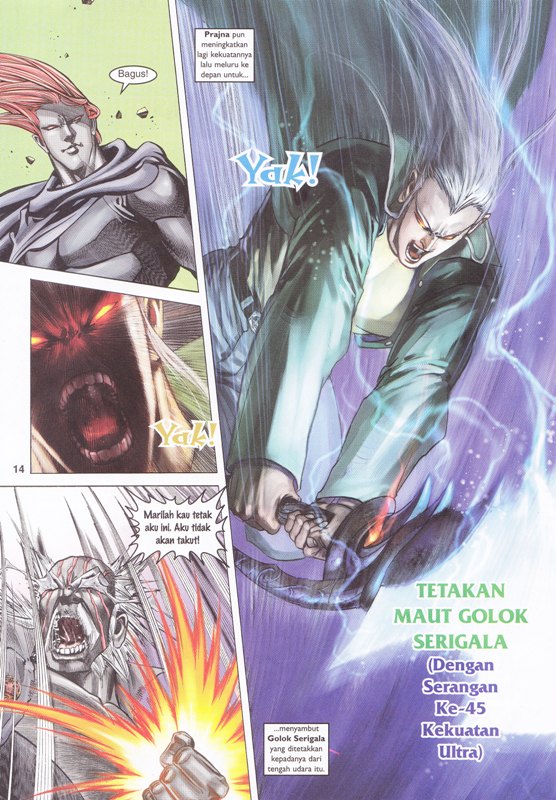 Bagus!
Prajna pun
meningkatkan
lagi kekuatannya
lalu meluru ke
depan untuk...
Yak!
Yak!
14
Marilah kau tetak
aku ini. Aku tidak
akan takut!
TETAKAN
MAUT GOLOK
SERIGALA
(Dengan
Serangan
Ke-45
Kekuatan
Ultra)
...menyambut
Golok Serigala
yang ditetakkan
kepadanya dari
tengah udara itu.